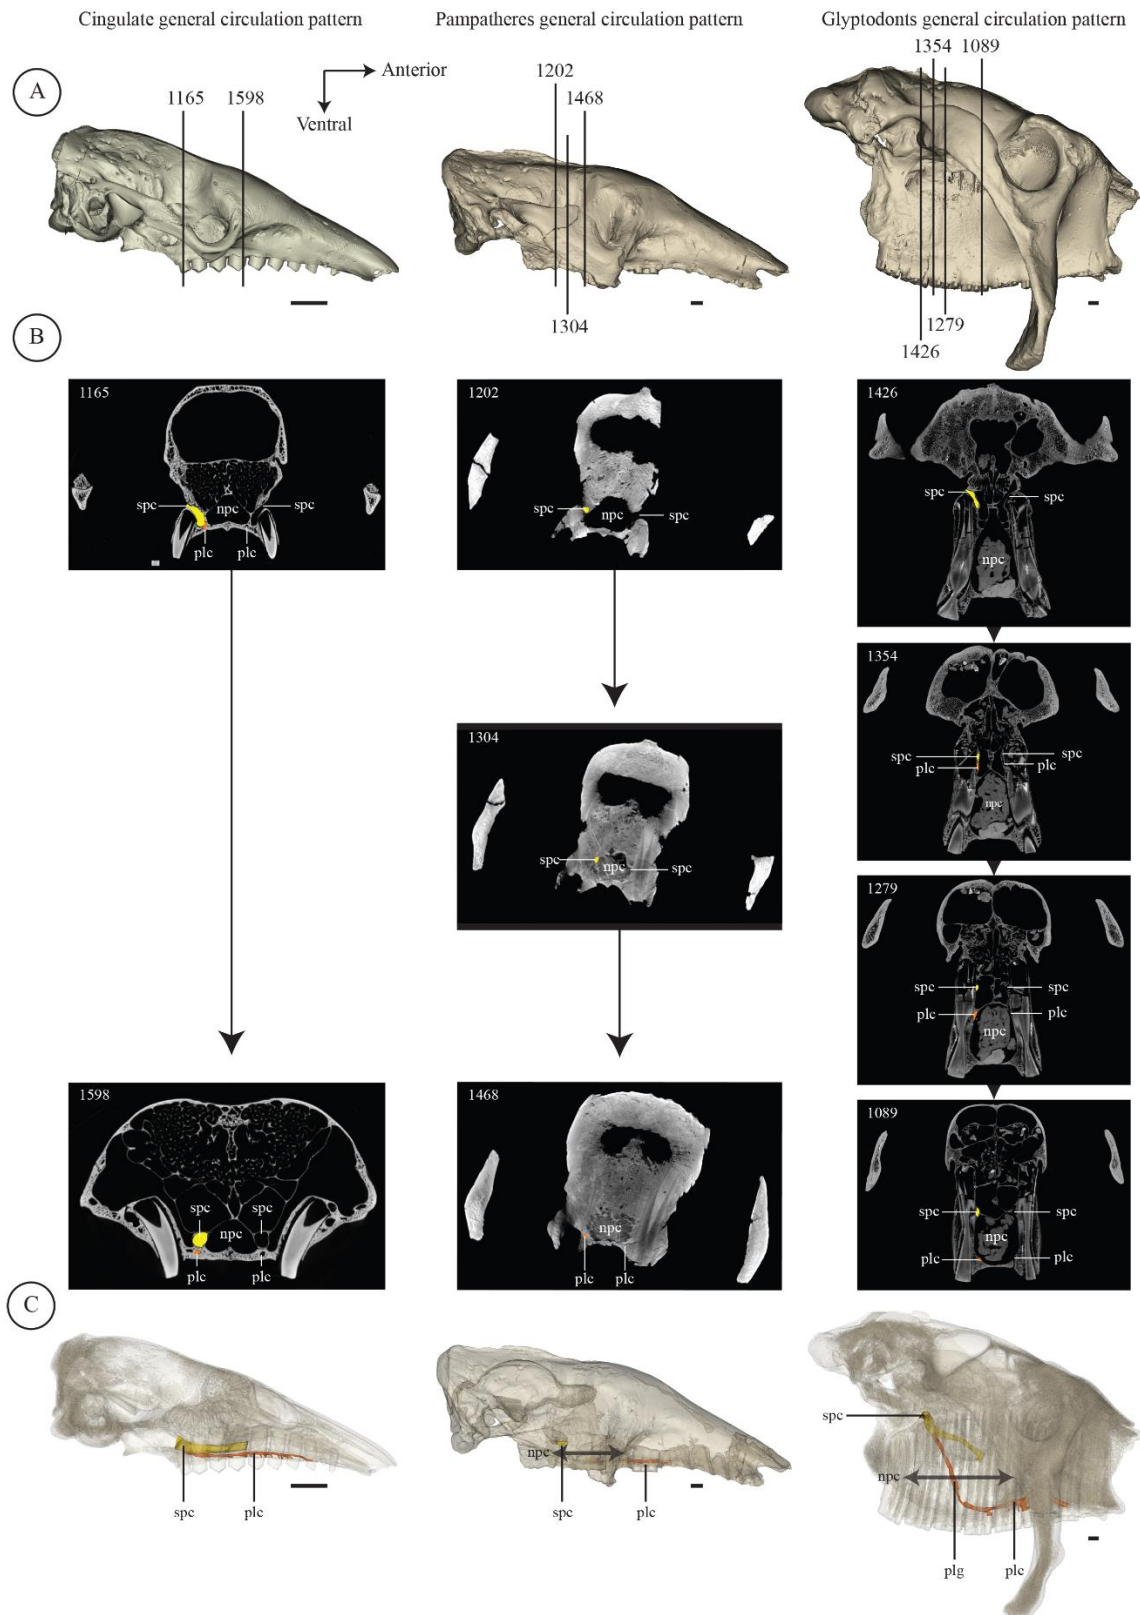 Cingulate general circulation pattern
Pampatheres general circulation pattern
Glyptodonts general circulation pattern
A
1165
1598
Anterior
Ventral
1202
1468
1304
1354
1089
1279
1426
B
1165
spc
npc
spc
plc
plc
1202
spc
npc
spc
1426
spc
spc
npc
1354
spc
spc
plc
plc
npc
1304
spc
npc
spc
1279
spc
spc
plc
plc
npc
1598
spc
spc
npc
plc
plc
1468
npc
plc
plc
1089
spc
spc
npc
plc
plc
C
spc
plc
npc
spc
plc
spc
npc
plg
plc